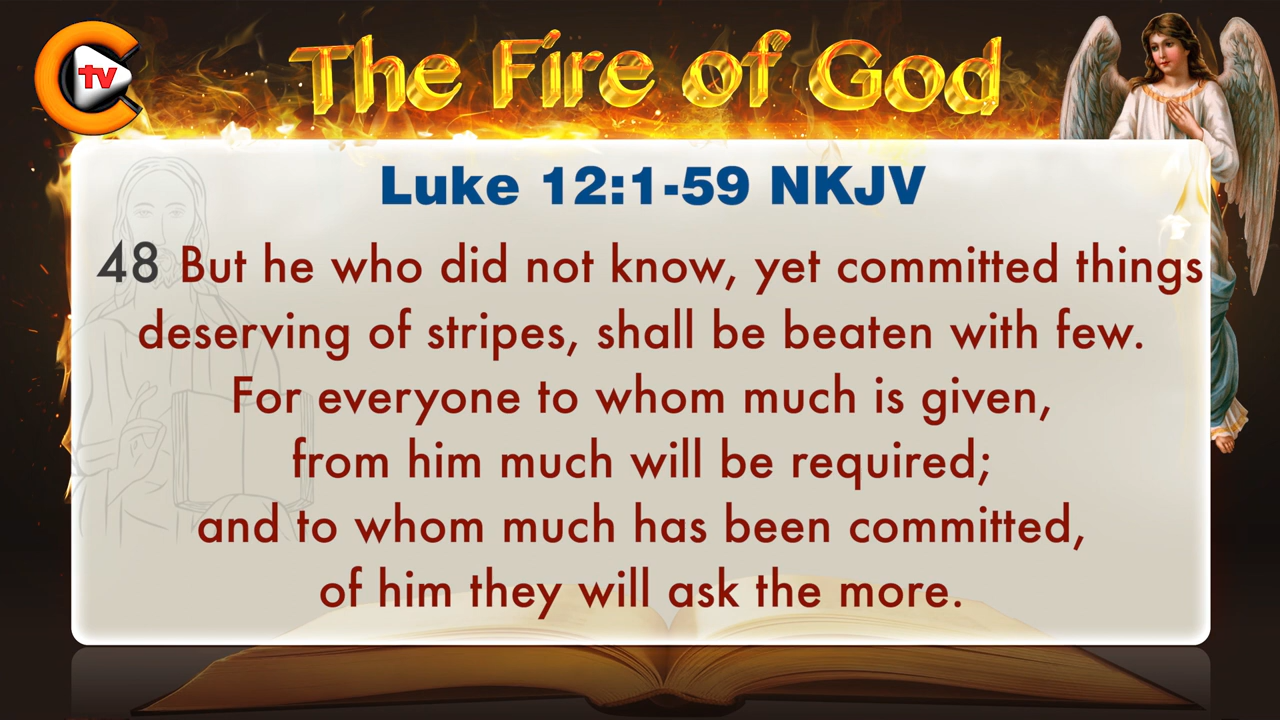 tv
The Fire of God
Luke 12:1-59 NKJV
48 But he who did not know, yet committed things
deserving of stripes, shall be beaten with few.
For everyone to whom much is given,
from him much will be required;
and to whom much has been committed,
of him they will ask the more.